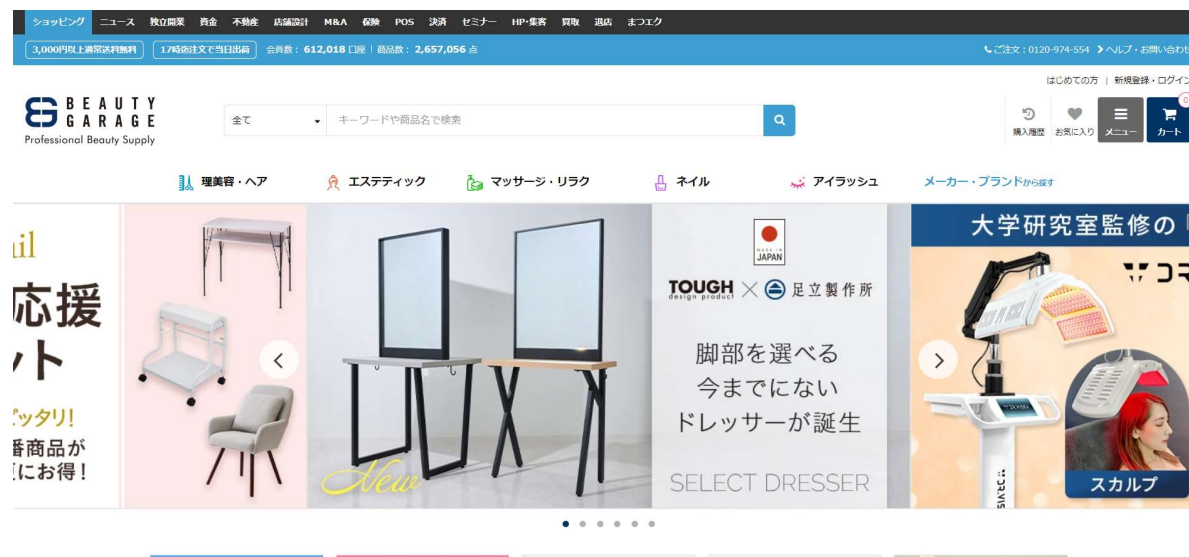 ショッピング ニュース 独立開業 資金 不動産 店舗設計 M&A 保険 POS 決済 セミナー HP・集客 買取 退店 まつエク
3,000円以上通常送料無料 17時迄注文で当日出荷 会員数：612,018 口座 | 商品数：2,657,056 点 ご注文：0120-974-554 ヘルプ・お問い合わせ
はじめての方 | 新規登録・ログイン
BEAUTY
GARAGE
Professional Beauty Supply
全て キーワードや商品名で検索
購入履歴 お気に入り メニュー カート 0
理美容・ヘア エステティック マッサージ・リラク ネイル アイラッシュ メーカー・ブランドから探す
ail
応援
ット
ピッタリ!
番商品が
にお得!
New
MADE IN
JAPAN
TOUGH
design product
× 足立製作所
脚部を選べる
今までにない
ドレッサーが誕生
SELECT DRESSER
大学研究室監修の
スカルプ